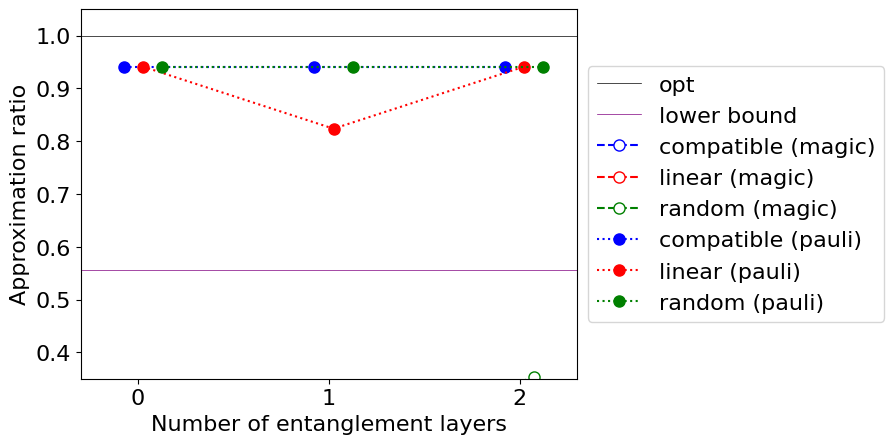 Approximation ratio
1.0
0.9
0.8
0.7
0.6
0.5
0.4
0 1 2
Number of entanglement layers
opt
lower bound
compatible (magic)
linear (magic)
random (magic)
compatible (pauli)
linear (pauli)
random (pauli)